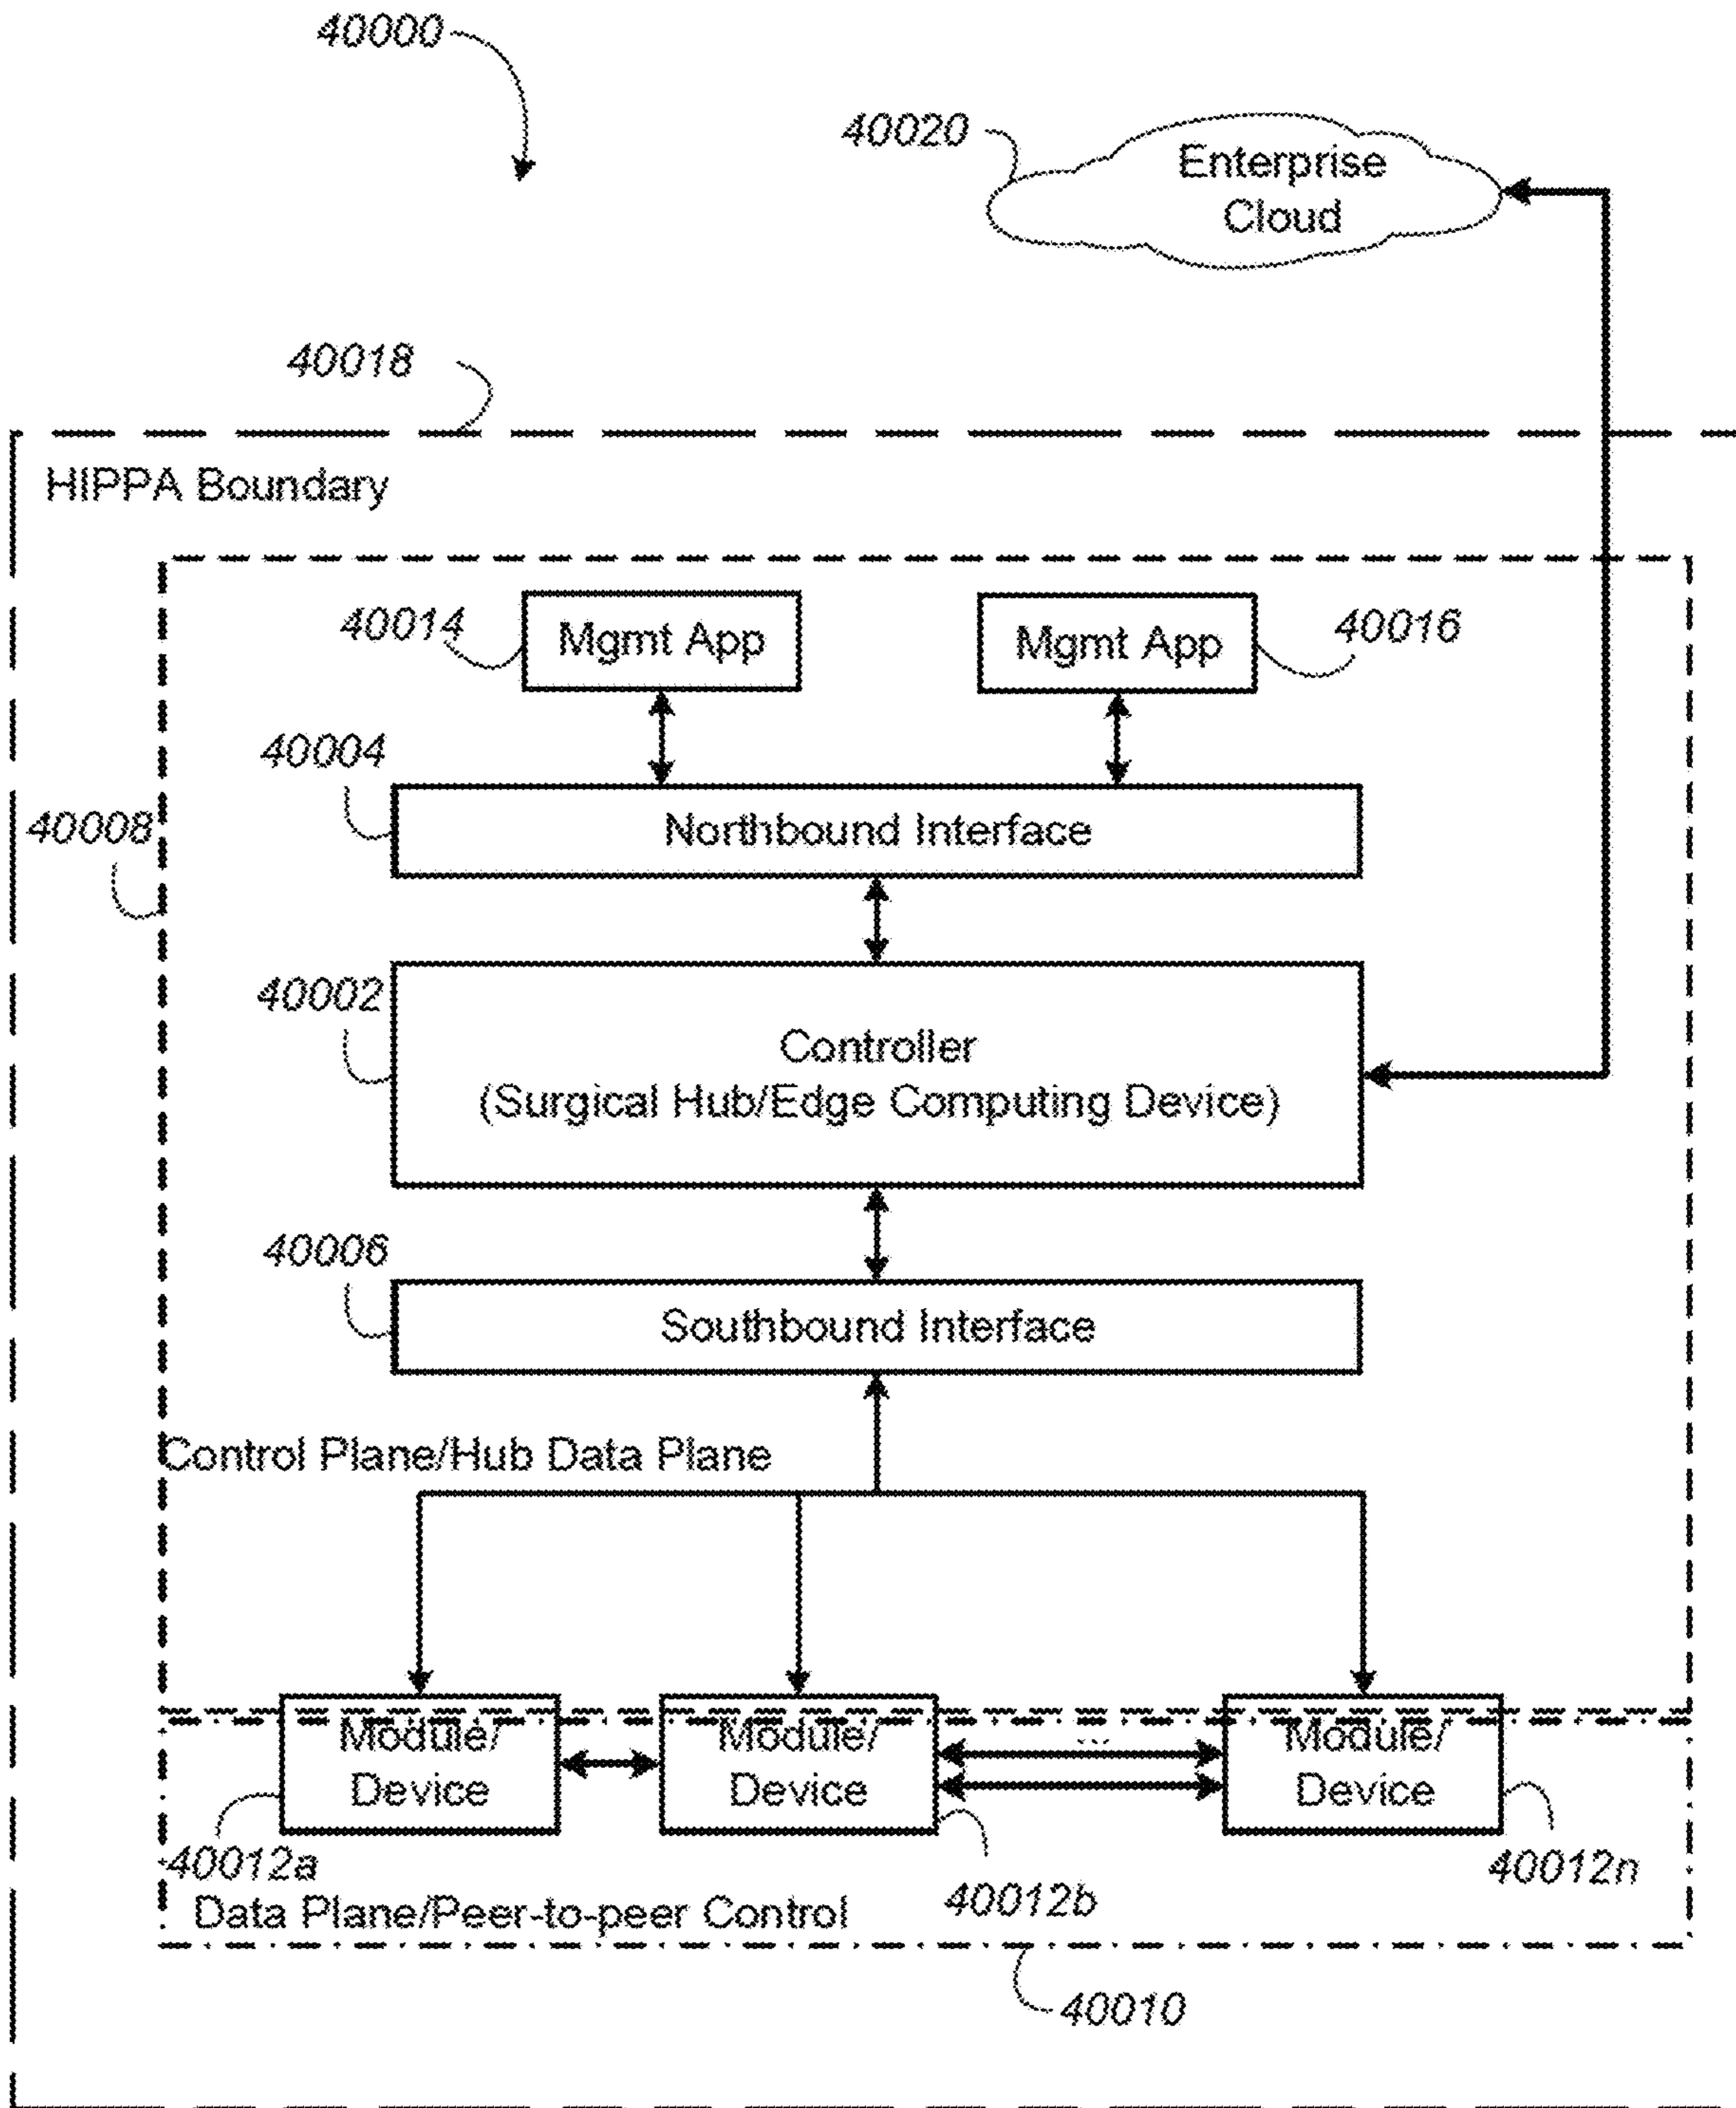 40000
40020
Enterprise
Cloud
40018
HIPPA Boundary
40014
Mgmt App
Mgmt App
40016
40004
Northbound Interface
40008
40002
Controller
(Surgical Hub/Edge Computing Device)
40006
Southbound Interface
Control Plane/Hub Data Plane
Module/
Device
Module/
Device
...
Module/
Device
40012a
40012b
40012n
Data Plane/Peer-to-peer Control
40010